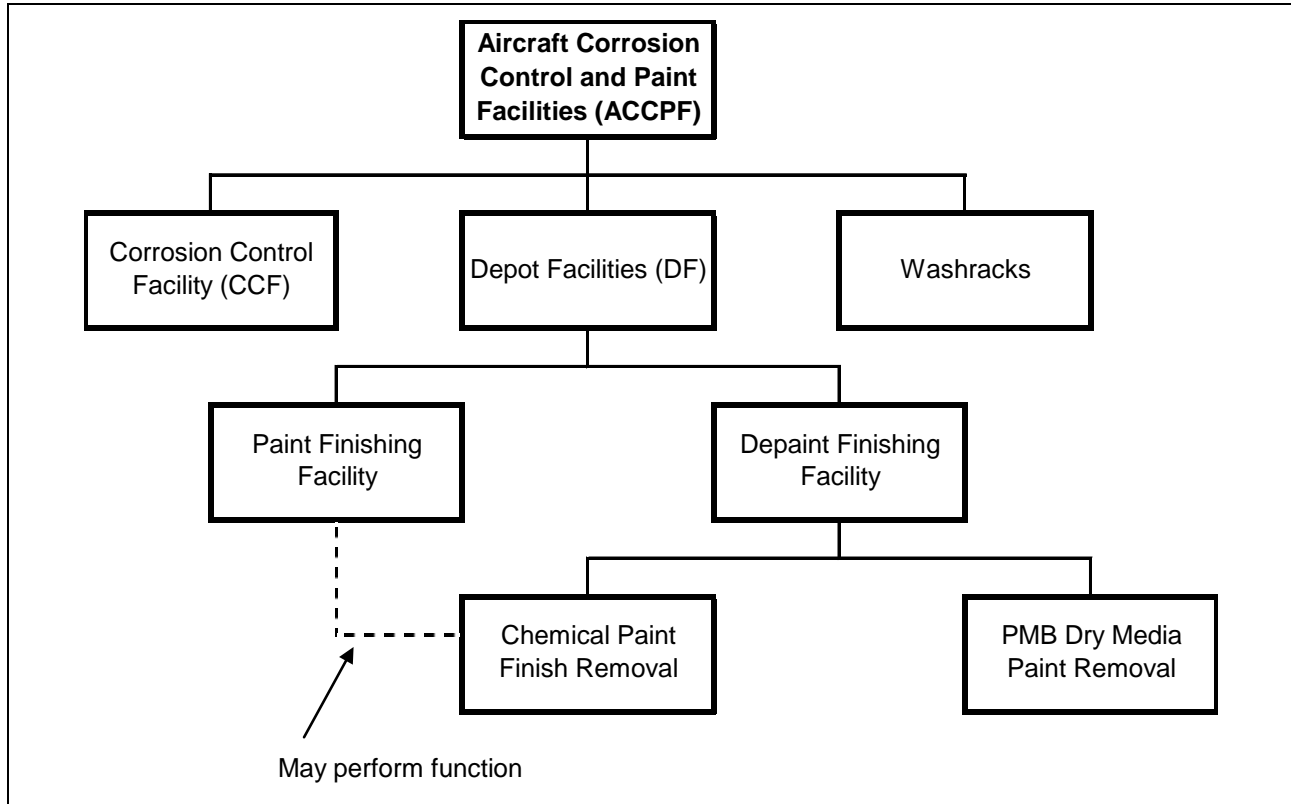 Aircraft Corrosion
Control and Paint
Facilities (ACCPF)
Corrosion Control
Facility (CCF)
Depot Facilities (DF)
Washracks
Paint Finishing
Facility
Depaint Finishing
Facility
Chemical Paint
Finish Removal
PMB Dry Media
Paint Removal
May perform function